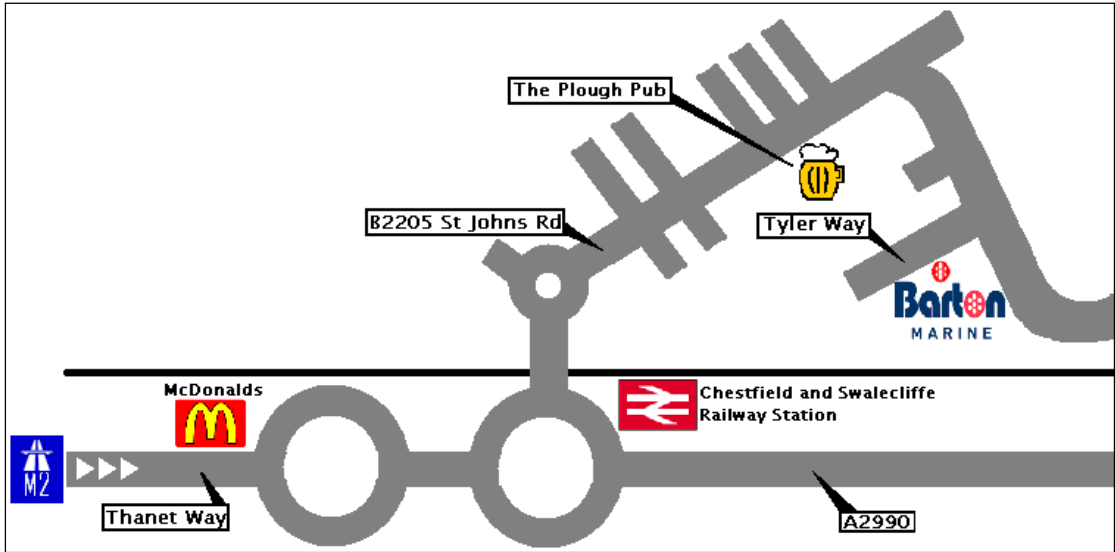 The Plough Pub
B2205 St Johns Rd
Tyler Way
Barton
MARINE
McDonalds
Chestfield and Swalecliffe
Railway Station
M2
Thanet Way
A2990